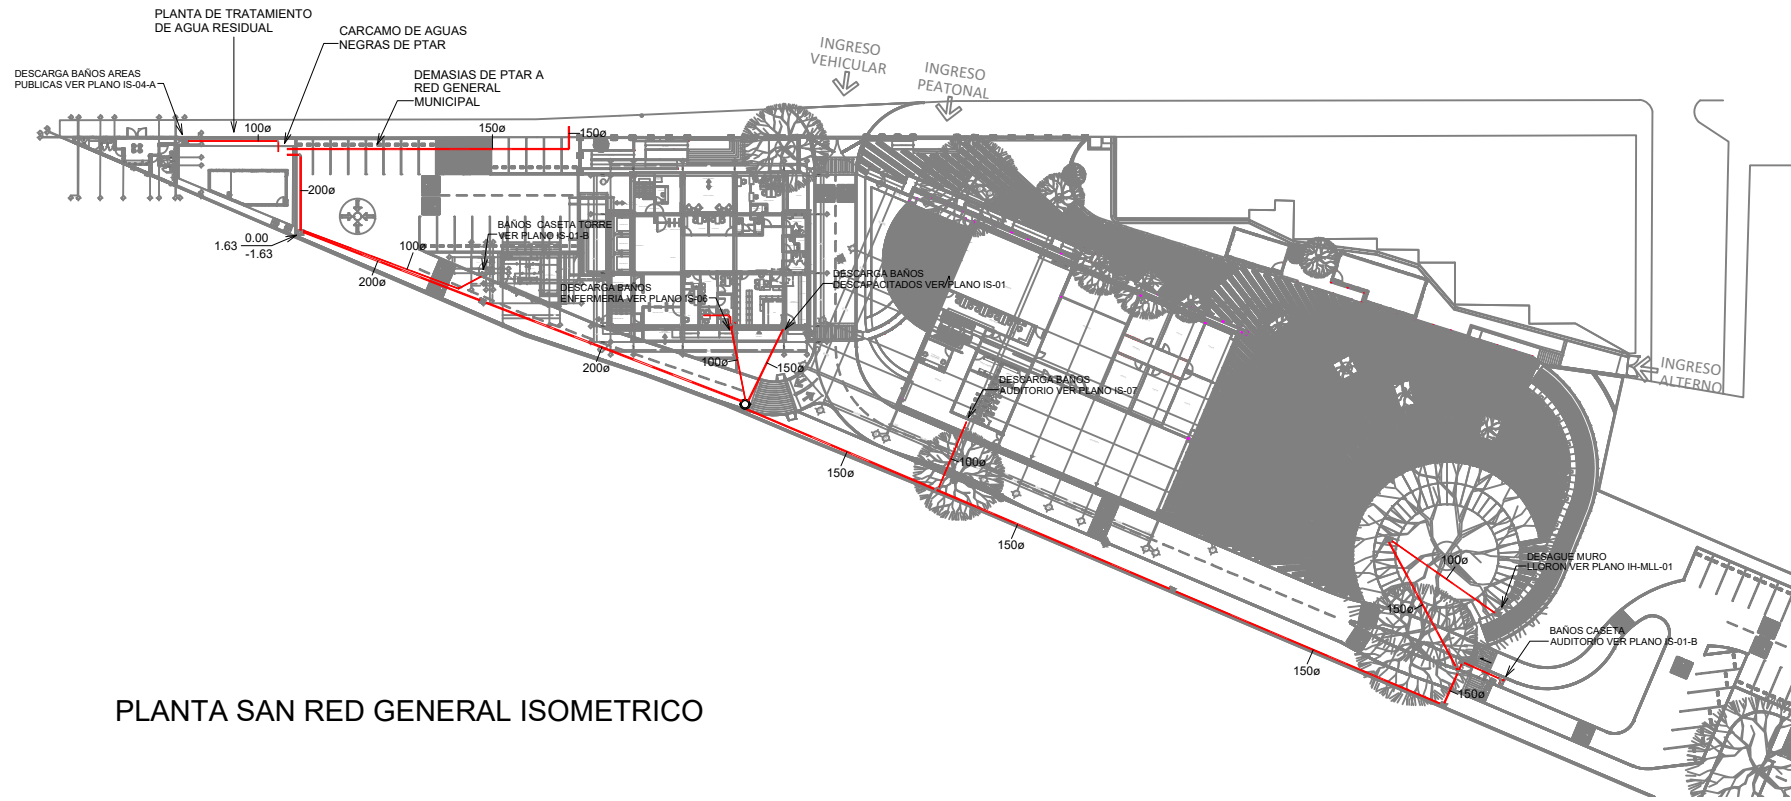 PLANTA DE TRATAMIENTO
DE AGUA RESIDUAL
CARCAMO DE AGUAS
NEGRAS DE PTAR
DESCARGA BAÑOS AREAS
PUBLICAS VER PLANO IS-04-A
DEMASIAS DE PTAR A
RED GENERAL
MUNICIPAL
INGRESO
VEHICULAR
INGRESO
PEATONAL
100ø
150ø
150ø
200ø
1.63
0.00
-1.63
BAÑOS CASETA TORRE
VER PLANO IS-01-B
100ø
200ø
DESCARGA BAÑOS
ENFERMERIA VER PLANO IS-06
DESCARGA BAÑOS
DESCAPACITADOS VER PLANO IS-01
200ø
100ø
150ø
INGRESO
ALTERNO
DESCARGA BAÑOS
AUDITORIO VER PLANO IS-07
150ø
100ø
150ø
100ø
DESAGUE MURO
LLORON VER PLANO IH-MLL-01
150ø
BAÑOS CASETA
AUDITORIO VER PLANO IS-01-B
150ø
150ø
PLANTA SAN RED GENERAL ISOMETRICO